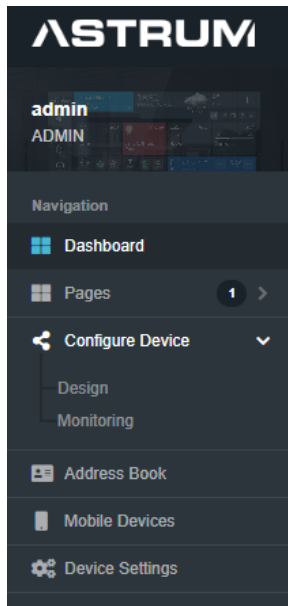 ASTRUM
admin
ADMIN
Navigation
Dashboard
Pages 1
Configure Device
Design
Monitoring
Address Book
Mobile Devices
Device Settings